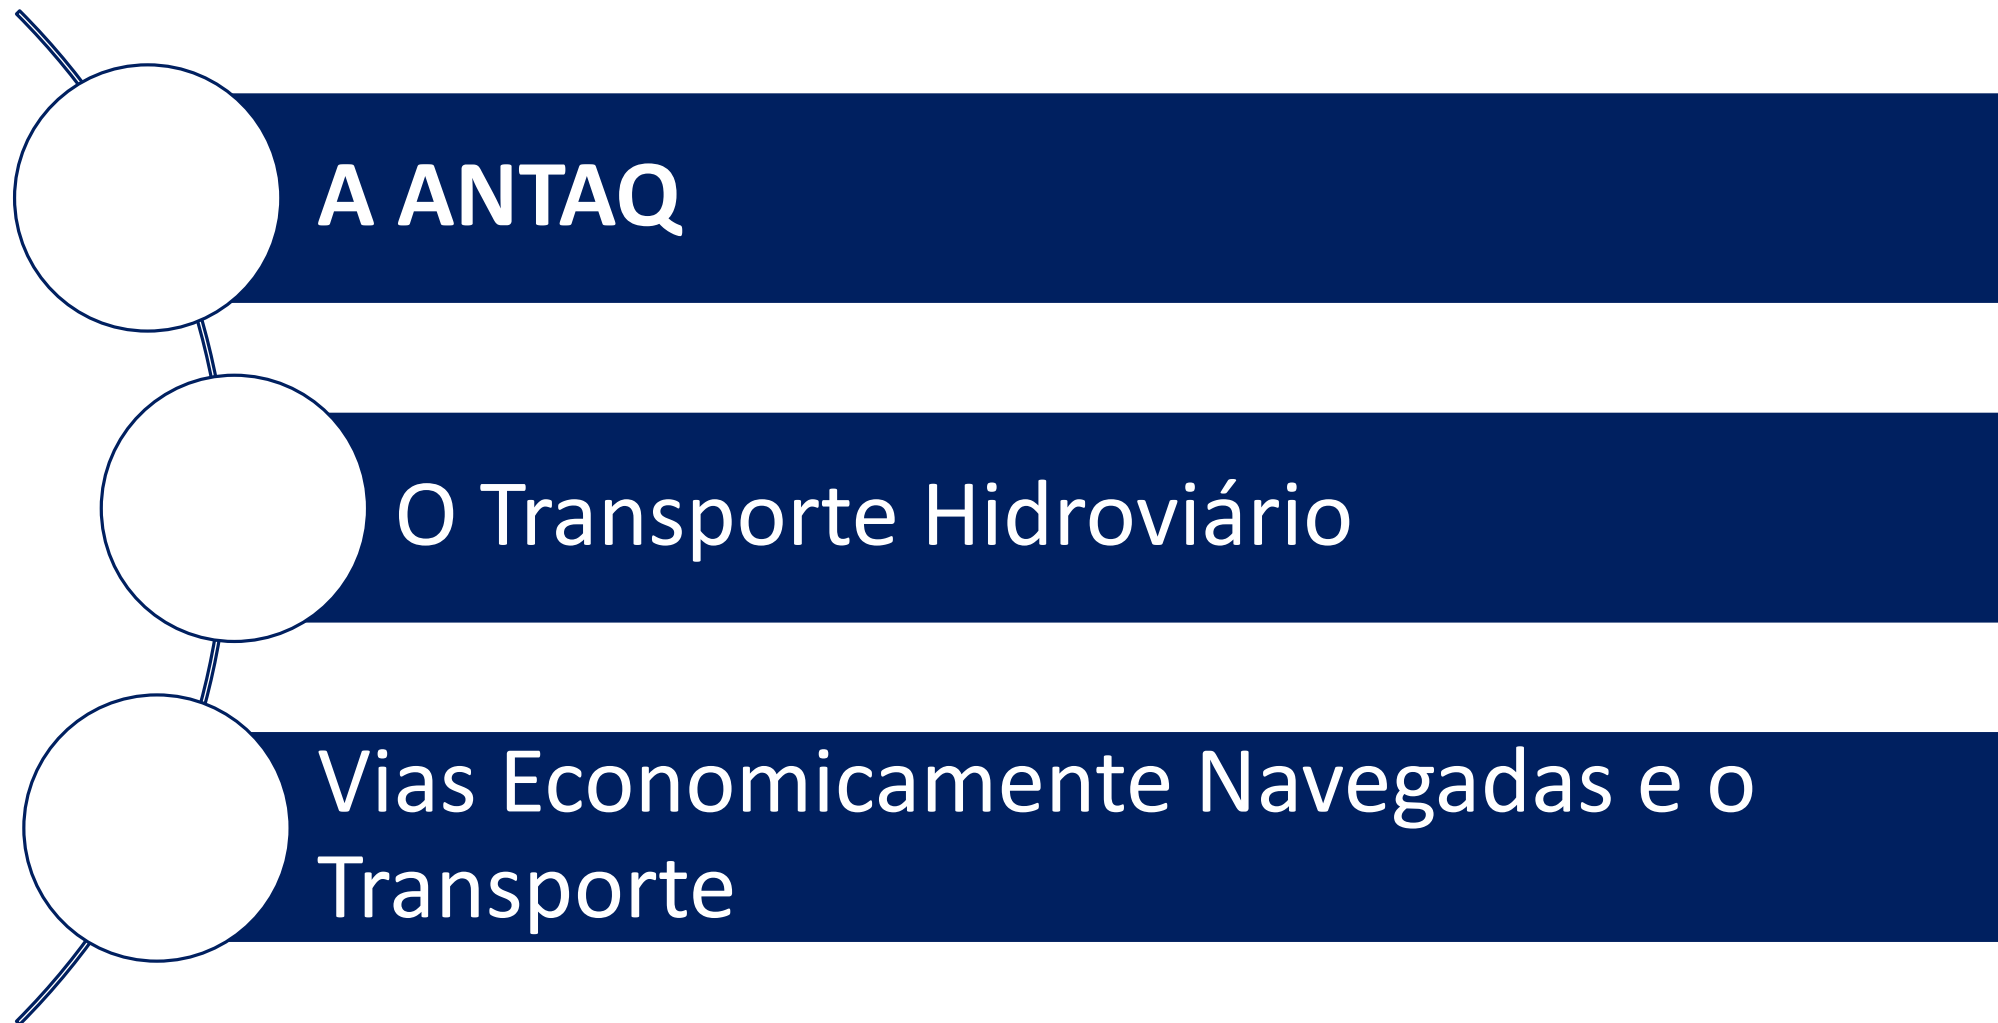 A ANTAQ
O Transporte Hidroviário
Vias Economicamente Navegadas e o
Transporte